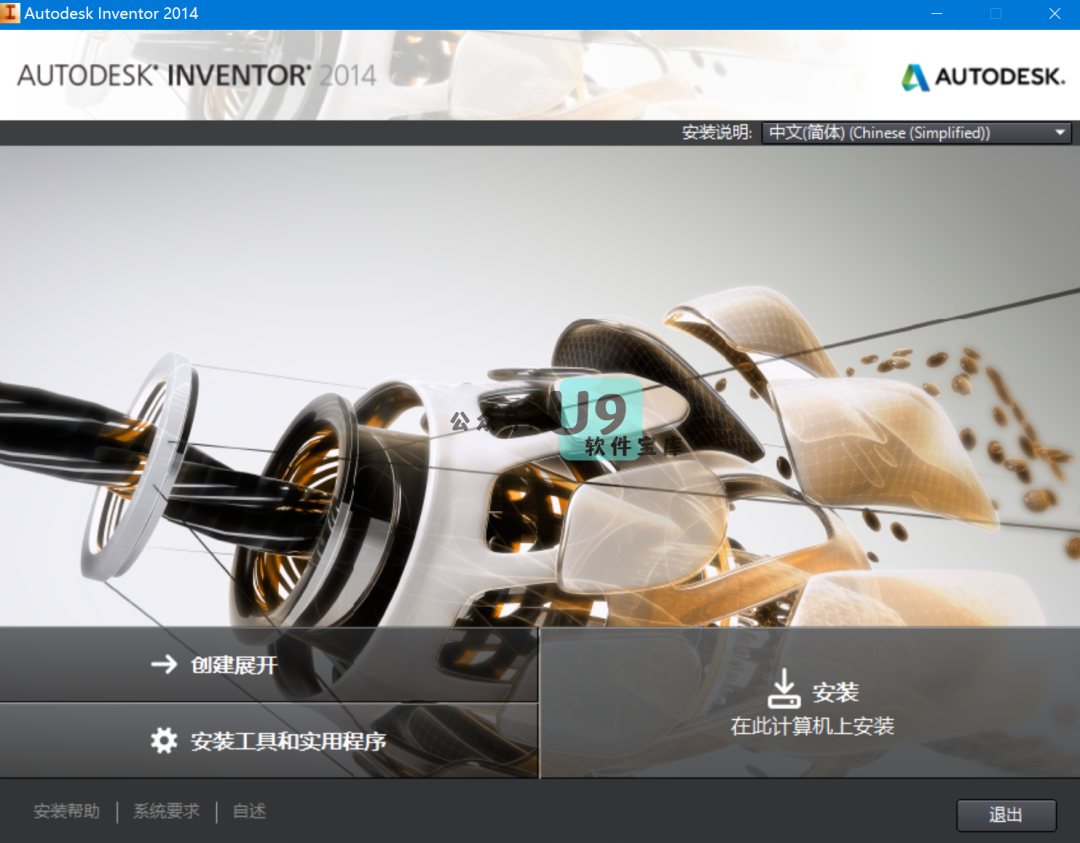 Autodesk Inventor 2014
AUTODESK® INVENTOR® 2014
AUTODESK.
安装说明: 中文(简体) (Chinese (Simplified))
公众
U9
软件宝库
创建展开
安装
在此计算机上安装
安装工具和实用程序
安装帮助 | 系统要求 | 自述
退出